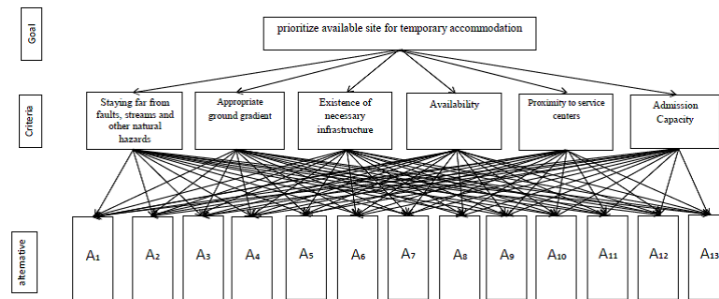 Goal
prioritize available site for temporary accommodation
Criteria
Staying far from
faults, streams and
other natural
hazards
Appropriate
ground gradient
Existence of
necessary
infrastructure
Availability
Proximity to service
centers
Admission
Capacity
alternative
A1
A2
A3
A4
A5
A6
A7
A8
A9
A10
A11
A12
A13